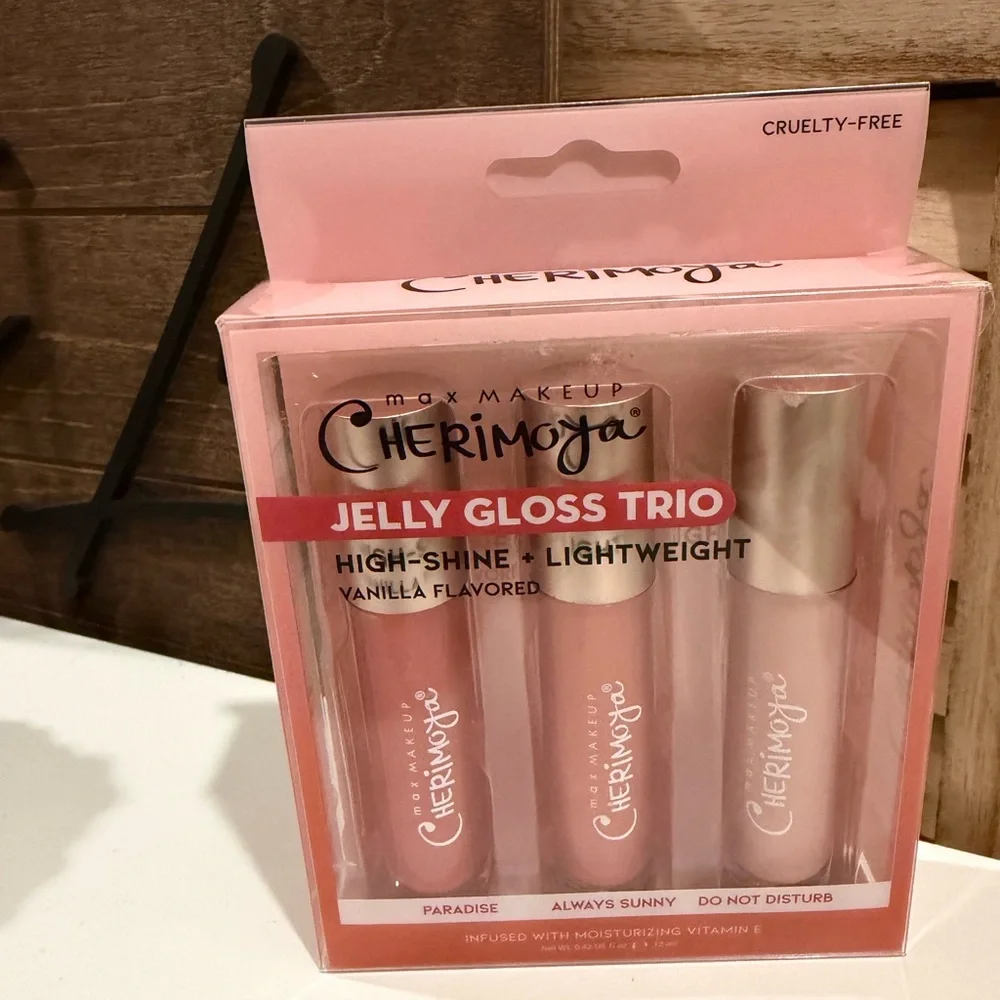 CRUELTY-FREE
CHERIMOYA
max MAKEUP
CHERIMOYA®
JELLY GLOSS TRIO
HIGH-SHINE + LIGHTWEIGHT
VANILLA FLAVORED
max MAKEUP
CHERIMOYA®
max MAKEUP
CHERIMOYA®
max MAKEUP
CHERIMOYA®
PARADISE
ALWAYS SUNNY
DO NOT DISTURB
INFUSED WITH MOISTURIZING VITAMIN E